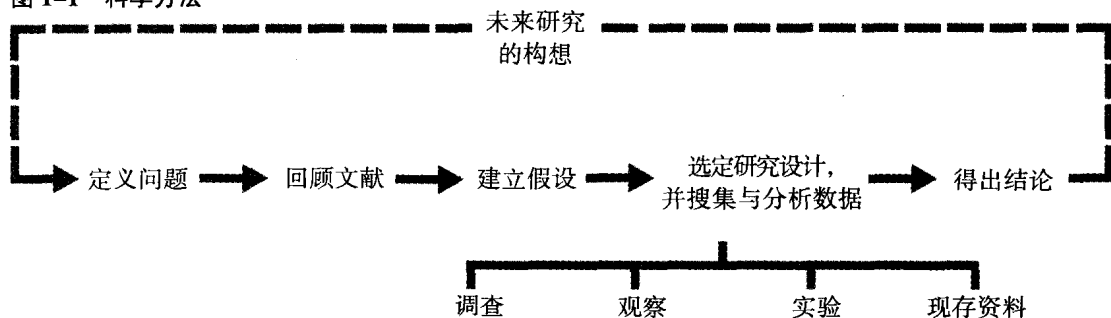 图 1-1 科学方法
未来研究
的构想
定义问题
回顾文献
建立假设
选定研究设计，
并搜集与分析数据
得出结论
调查
观察
实验
现存资料